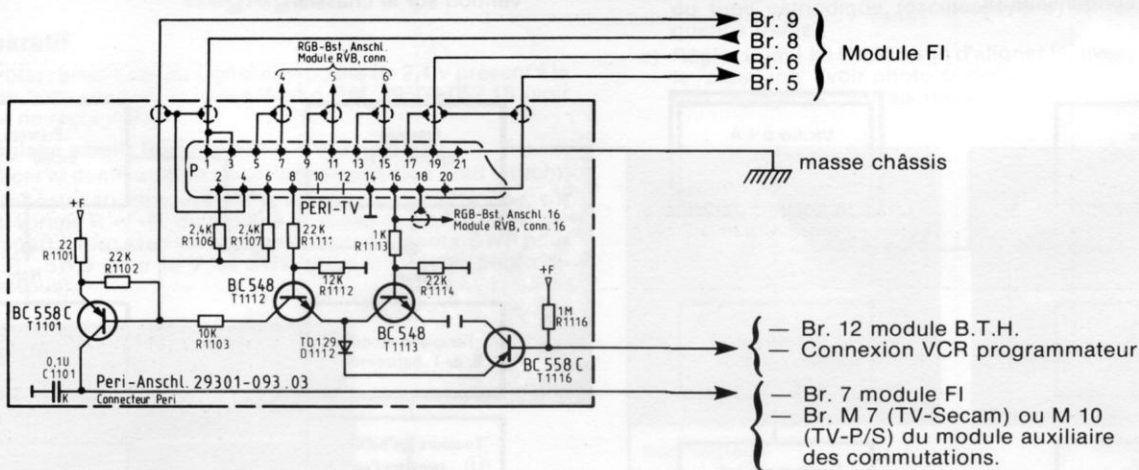 Br. 9
Br. 8
Br. 6
Br. 5
Module FI
RGB-Bst., Anschl.
Module RVB, conn.
4 5 6
P
1 3 5 7 9 11 13 15 17 19 21
2 4 6 8 10 12 14 16 18 20
PERI-TV
masse châssis
RGB-Bst., Anschl. 16
Module RVB, conn. 16
+F
22
R1101
22K
R1102
2,4K
R1106
2,4K
R1107
22K
R1111
1K
R1113
BC 548
T1112
12K
R1112
22K
R1114
+F
1M
R1116
BC 558 C
T1101
10K
R1103
TD129
D1112
BC 548
T1113
BC 558 C
T1116
0,1U
C1101
K
Peri-Anschl. 29301-093.03
Connecteur Peri
— Br. 12 module B.T.H.
— Connexion VCR programmateur
— Br. 7 module FI
— Br. M 7 (TV-Secam) ou M 10
(TV-P/S) du module auxiliaire
des commutations.